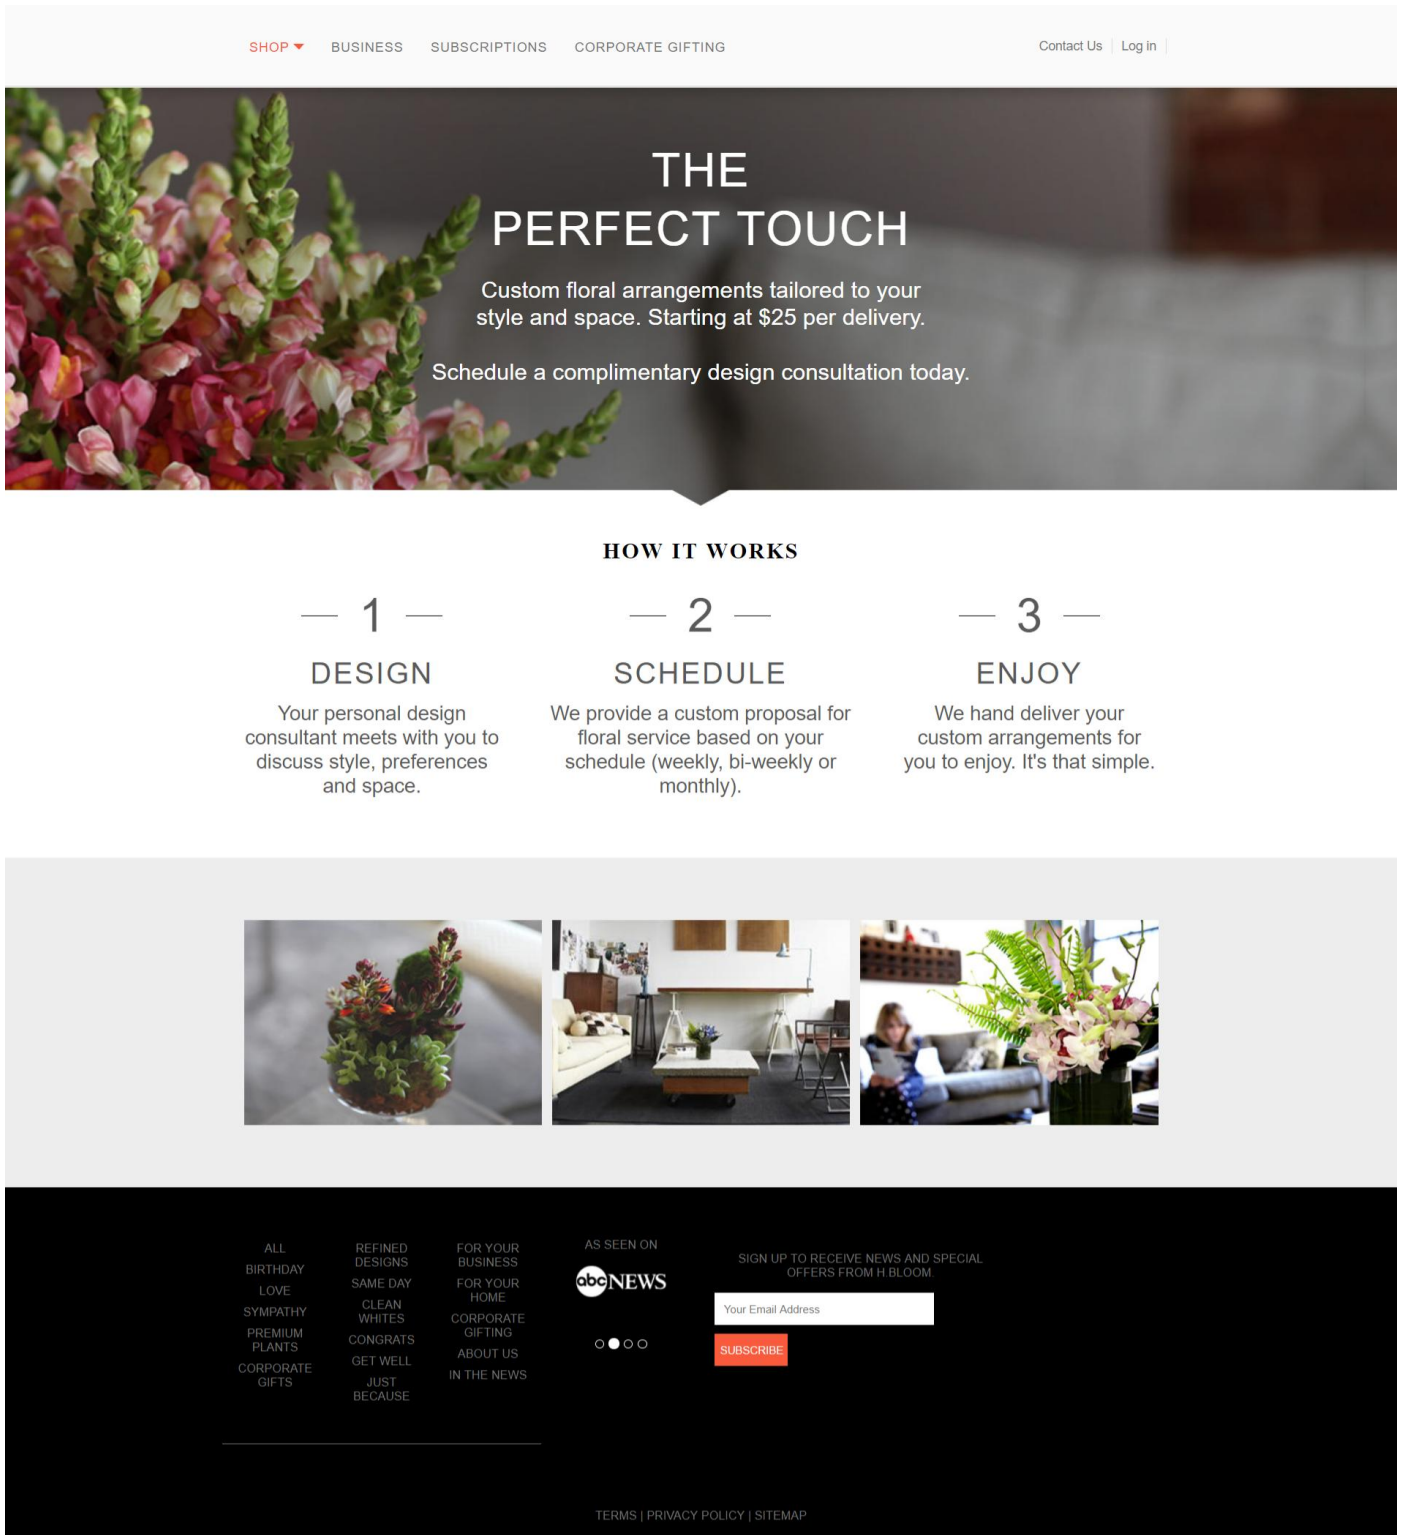 SHOP
BUSINESS
SUBSCRIPTIONS
CORPORATE GIFTING
Contact Us
Log in
THE
PERFECT TOUCH
Custom floral arrangements tailored to your
style and space. Starting at $25 per delivery.
Schedule a complimentary design consultation today.
HOW IT WORKS
1
DESIGN
Your personal design
consultant meets with you to
discuss style, preferences
and space.
2
SCHEDULE
We provide a custom proposal for
floral service based on your
schedule (weekly, bi-weekly or
monthly).
3
ENJOY
We hand deliver your
custom arrangements for
you to enjoy. It's that simple.
ALL
BIRTHDAY
LOVE
SYMPATHY
PREMIUM
PLANTS
CORPORATE
GIFTS
REFINED
DESIGNS
SAME DAY
CLEAN
WHITES
CONGRATS
GET WELL
JUST
BECAUSE
FOR YOUR
BUSINESS
FOR YOUR
HOME
CORPORATE
GIFTING
ABOUT US
IN THE NEWS
AS SEEN ON
abc NEWS
SIGN UP TO RECEIVE NEWS AND SPECIAL
OFFERS FROM H.BLOOM.
Your Email Address
SUBSCRIBE
TERMS | PRIVACY POLICY | SITEMAP